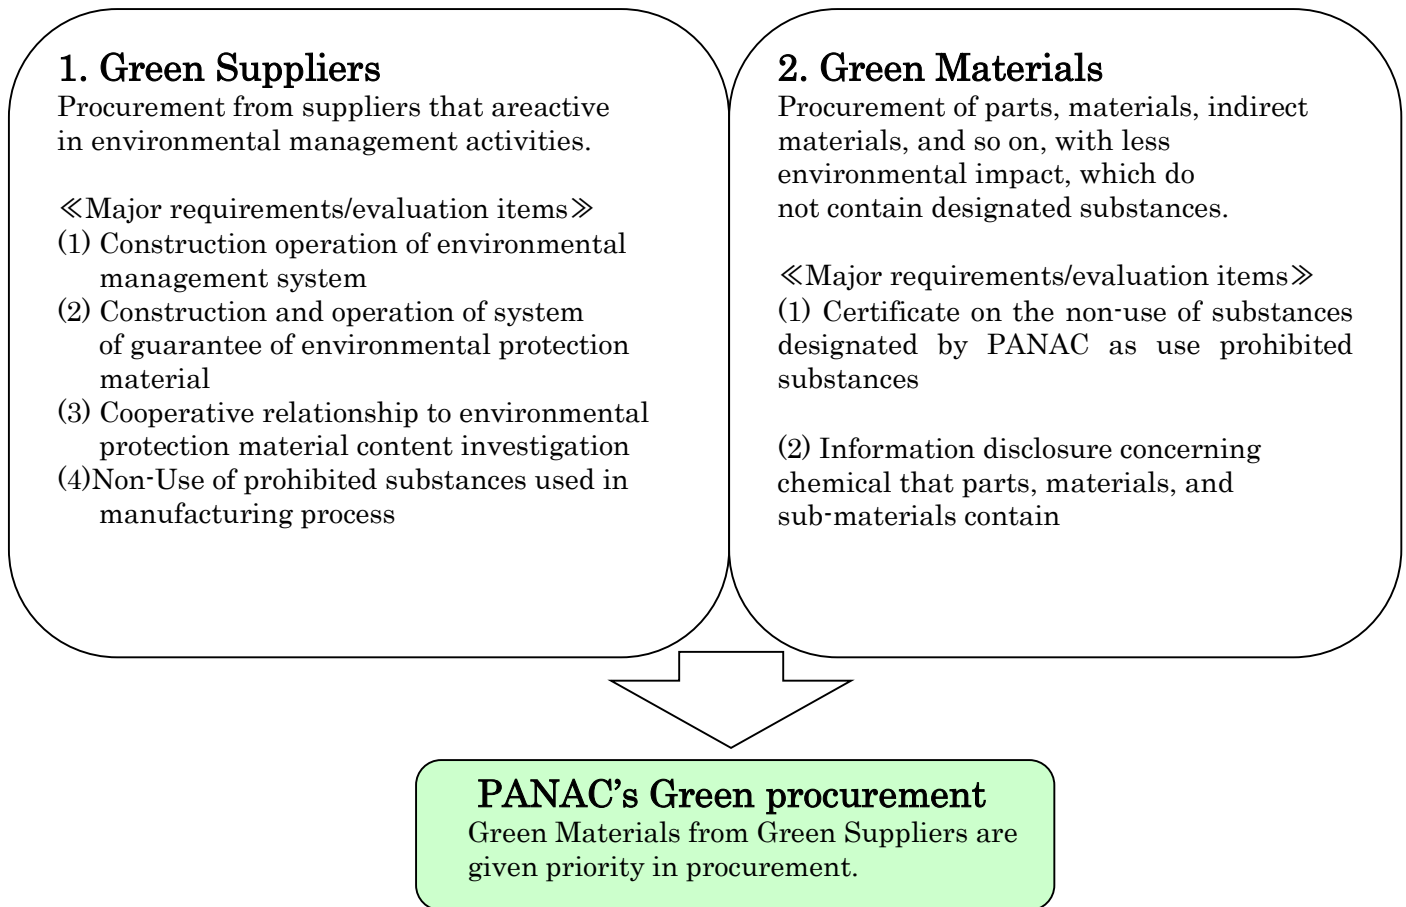 1. Green Suppliers
Procurement from suppliers that areactive
in environmental management activities.
≪Major requirements/evaluation items≫
(1) Construction operation of environmental
management system
(2) Construction and operation of system
of guarantee of environmental protection
material
(3) Cooperative relationship to environmental
protection material content investigation
(4)Non-Use of prohibited substances used in
manufacturing process
2. Green Materials
Procurement of parts, materials, indirect
materials, and so on, with less
environmental impact, which do
not contain designated substances.
≪Major requirements/evaluation items≫
(1) Certificate on the non-use of substances
designated by PANAC as use prohibited
substances
(2) Information disclosure concerning
chemical that parts, materials, and
sub-materials contain
PANAC’s Green procurement
Green Materials from Green Suppliers are
given priority in procurement.